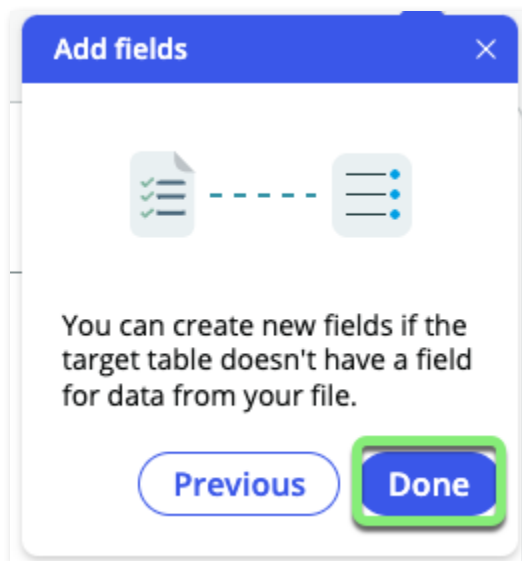 Add fields
You can create new fields if the
target table doesn't have a field
for data from your file.
Previous
Done